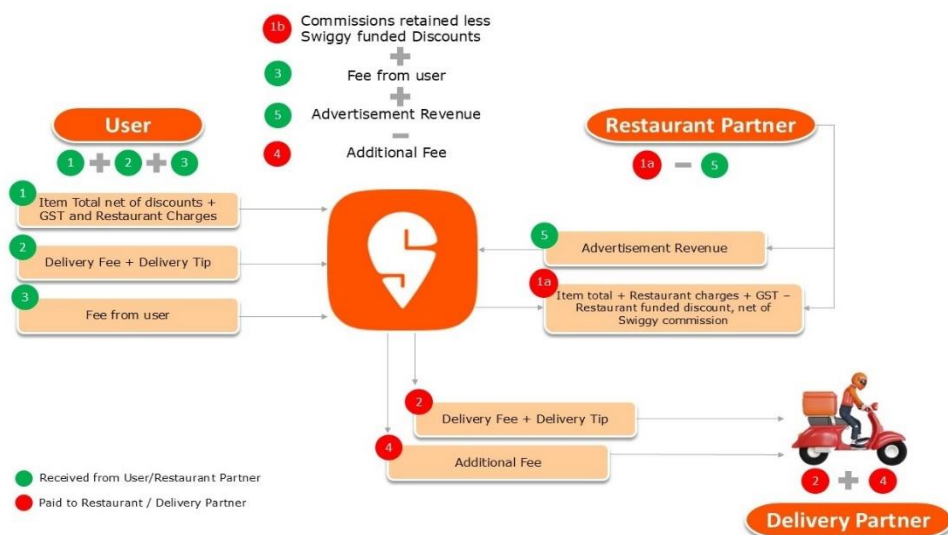 1b Commissions retained less
Swiggy funded Discounts
3 Fee from user
5 Advertisement Revenue
4 Additional Fee
User
1 2 3
1
Item Total net of discounts +
GST and Restaurant Charges
2
Delivery Fee + Delivery Tip
3
Fee from user
Restaurant Partner
1a 5
5
Advertisement Revenue
1a
Item total + Restaurant charges + GST –
Restaurant funded discount, net of
Swiggy commission
2
Delivery Fee + Delivery Tip
4
Additional Fee
2 4
Delivery Partner
Received from User/Restaurant Partner
Paid to Restaurant / Delivery Partner